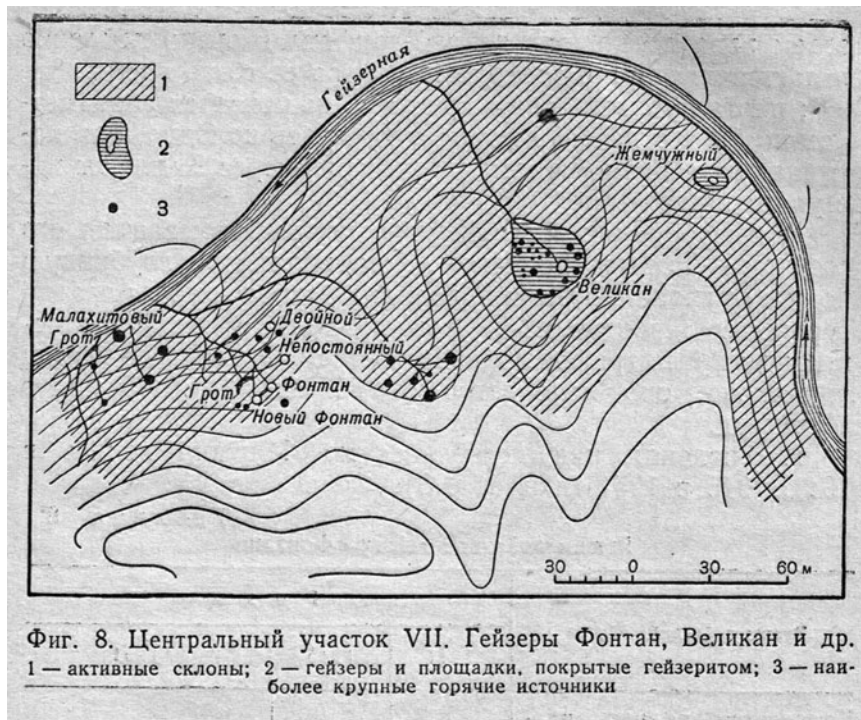 Гейзерная
1
2
3
Жемчужный
Великан
Малахитовый
Грот
Двойной
Непостоянный
Фонтан
Грот
Новый Фонтан
30 0 30 60 м
Фиг. 8. Центральный участок VII. Гейзеры Фонтан, Великан и др.
1 — активные склоны; 2 — гейзеры и площадки, покрытые гейзеритом; 3 — наи-
более крупные горячие источники